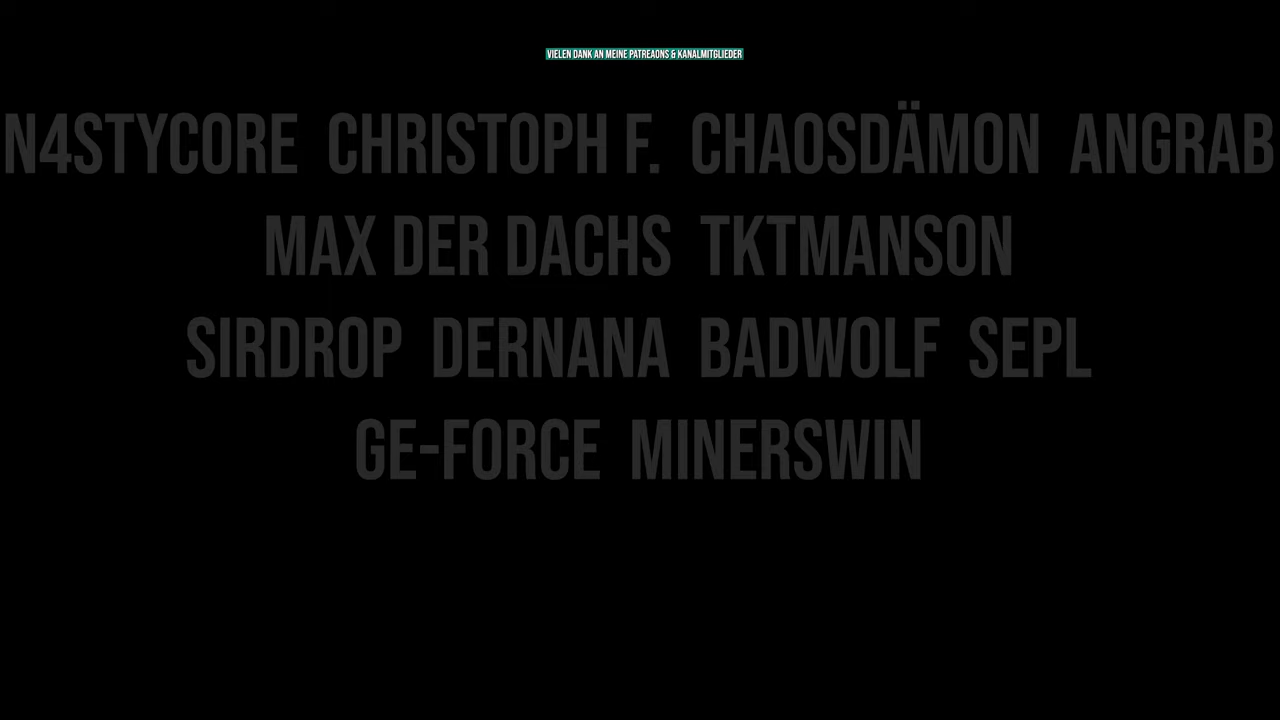 VIELEN DANK AN MEINE PATREAONS & KANALMITGLIEDER
N4STYCORE CHRISTOPH F. CHAOSDÄMON ANGRAB
MAX DER DACHS TKTMANSON
SIRDROP DERNANA BADWOLF SEPL
GE-FORCE MINERSWIN